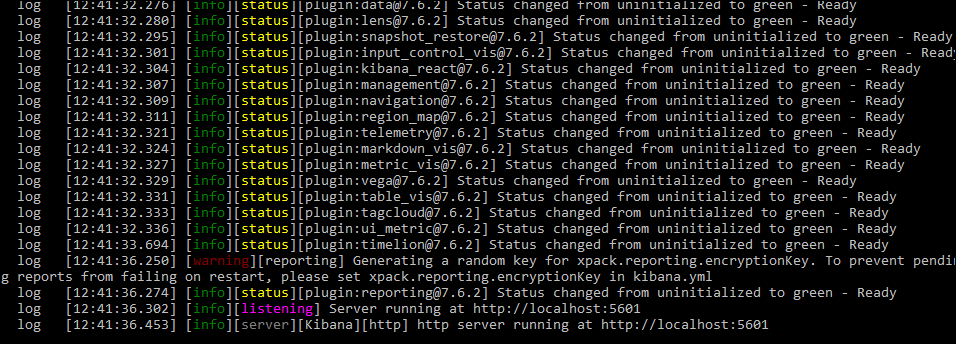 log [12:41:32.276] [info][status][plugin:data@7.6.2] Status changed from uninitialized to green - Ready
log [12:41:32.280] [info][status][plugin:lens@7.6.2] Status changed from uninitialized to green - Ready
log [12:41:32.295] [info][status][plugin:snapshot_restore@7.6.2] Status changed from uninitialized to green - Ready
log [12:41:32.301] [info][status][plugin:input_control_vis@7.6.2] Status changed from uninitialized to green - Ready
log [12:41:32.304] [info][status][plugin:kibana_react@7.6.2] Status changed from uninitialized to green - Ready
log [12:41:32.307] [info][status][plugin:management@7.6.2] Status changed from uninitialized to green - Ready
log [12:41:32.309] [info][status][plugin:navigation@7.6.2] Status changed from uninitialized to green - Ready
log [12:41:32.311] [info][status][plugin:region_map@7.6.2] Status changed from uninitialized to green - Ready
log [12:41:32.321] [info][status][plugin:telemetry@7.6.2] Status changed from uninitialized to green - Ready
log [12:41:32.324] [info][status][plugin:markdown_vis@7.6.2] Status changed from uninitialized to green - Ready
log [12:41:32.327] [info][status][plugin:metric_vis@7.6.2] Status changed from uninitialized to green - Ready
log [12:41:32.329] [info][status][plugin:vega@7.6.2] Status changed from uninitialized to green - Ready
log [12:41:32.331] [info][status][plugin:table_vis@7.6.2] Status changed from uninitialized to green - Ready
log [12:41:32.333] [info][status][plugin:tagcloud@7.6.2] Status changed from uninitialized to green - Ready
log [12:41:32.336] [info][status][plugin:ui_metric@7.6.2] Status changed from uninitialized to green - Ready
log [12:41:33.694] [info][status][plugin:timelion@7.6.2] Status changed from uninitialized to green - Ready
log [12:41:36.250] [warning][reporting] Generating a random key for xpack.reporting.encryptionKey. To prevent pendin
g reports from failing on restart, please set xpack.reporting.encryptionKey in kibana.yml
log [12:41:36.274] [info][status][plugin:reporting@7.6.2] Status changed from uninitialized to green - Ready
log [12:41:36.302] [info][listening] Server running at http://localhost:5601
log [12:41:36.453] [info][server][Kibana][http] http server running at http://localhost:5601